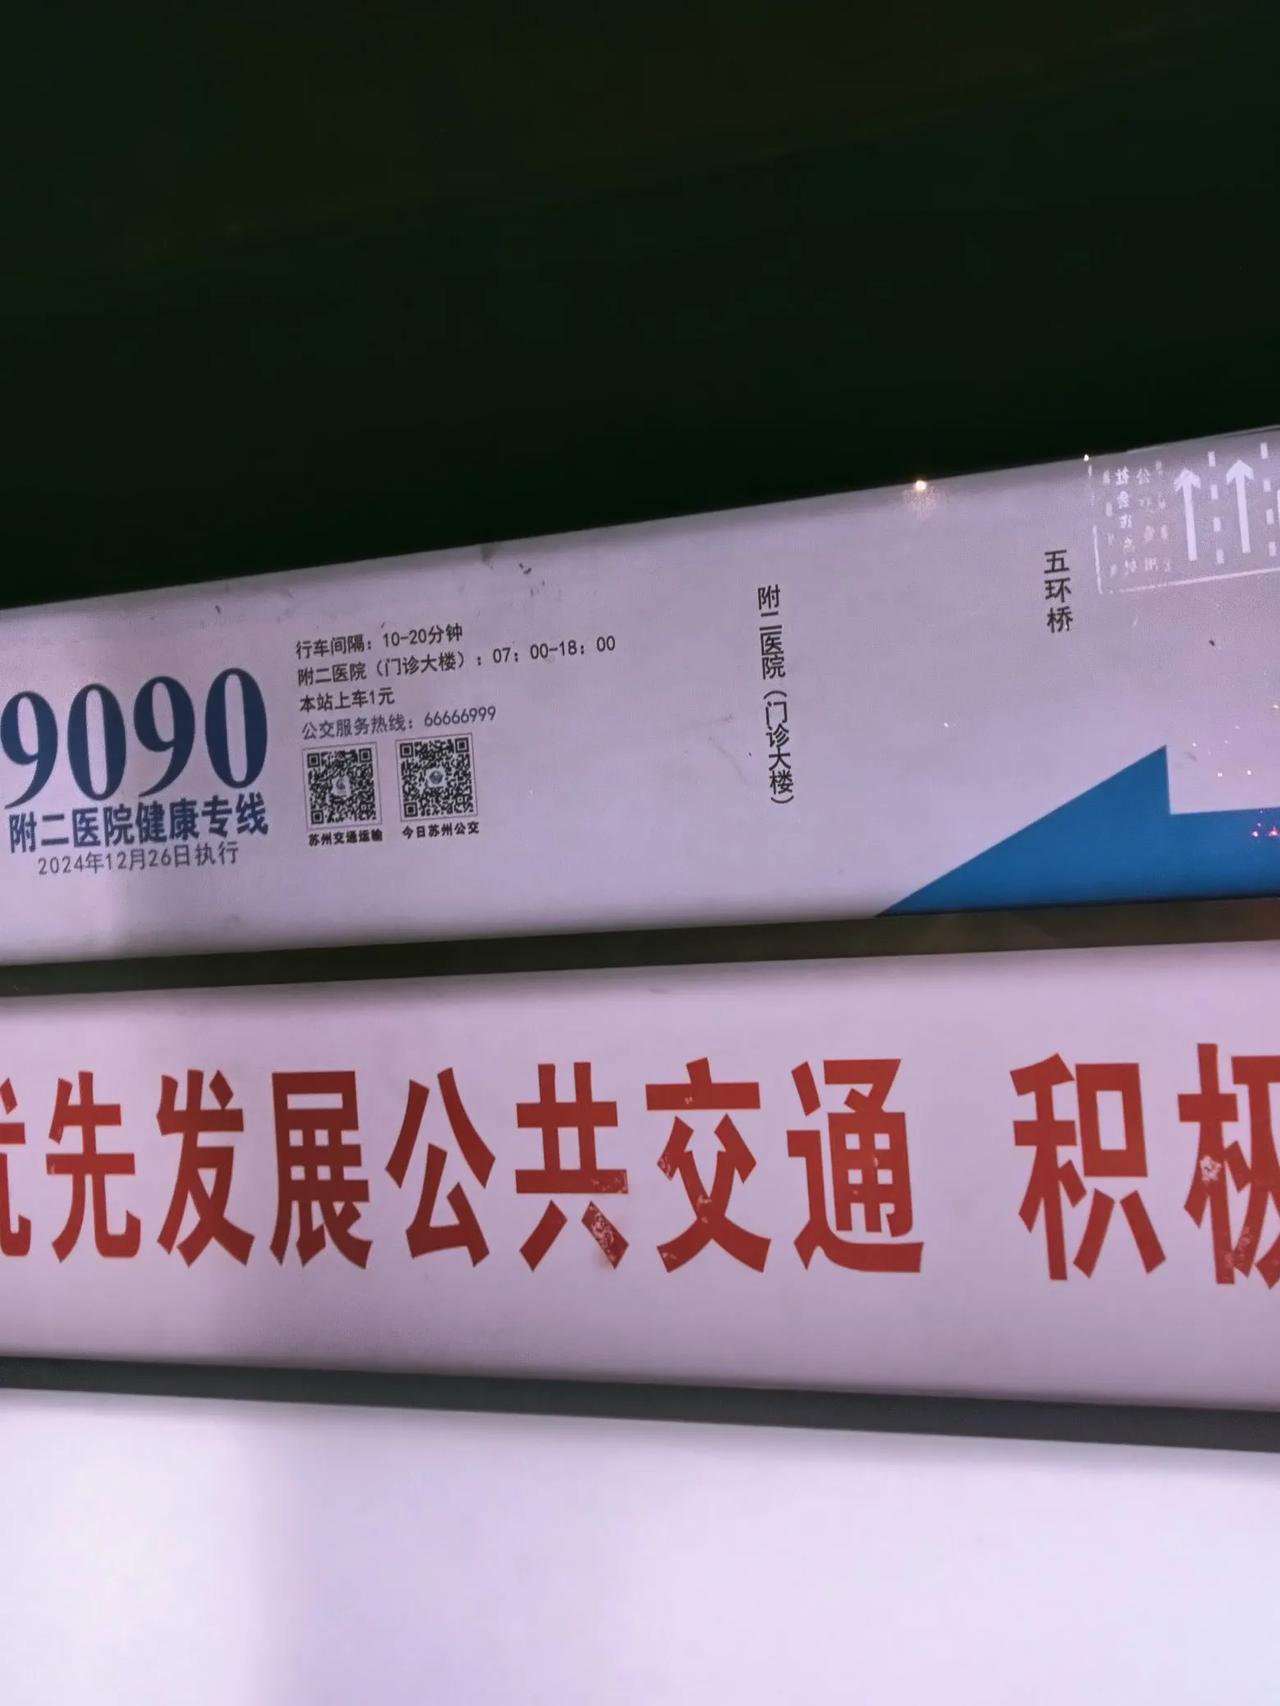 9090
附二医院健康专线
2024年12月26日执行
行车间隔：10-20分钟
附二医院（门诊大楼）：07：00-18：00
本站上车1元
公交服务热线：66666999
苏州交通运输
今日苏州公交
附二医院（门诊大楼）
五环桥
优先发展公共交通 积极